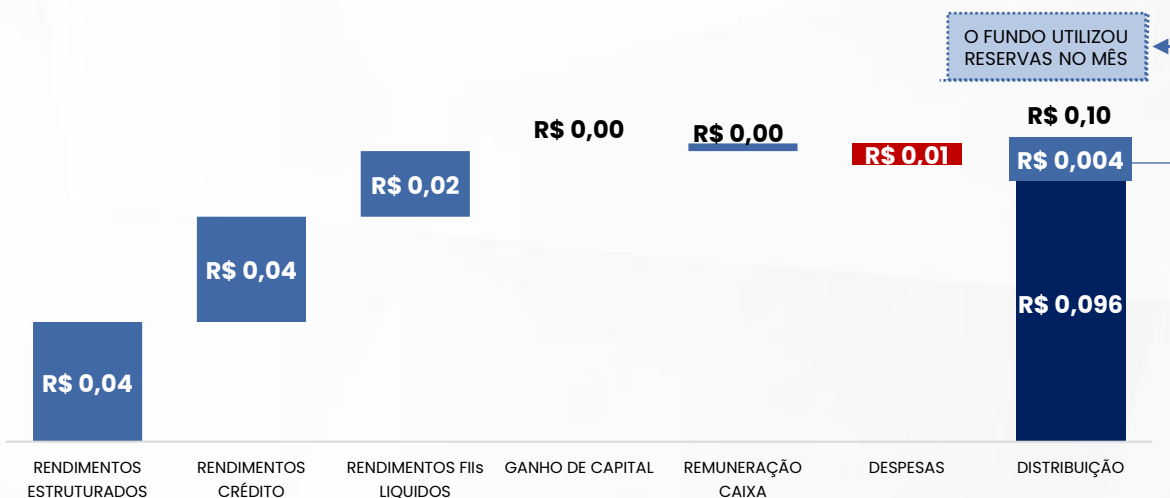 O FUNDO UTILIZOU
RESERVAS NO MÊS
R$ 0,04
R$ 0,04
R$ 0,02
R$ 0,00
R$ 0,00
R$ 0,01
R$ 0,10
R$ 0,004
R$ 0,096
RENDIMENTOS
ESTRUTURADOS
RENDIMENTOS
CRÉDITO
RENDIMENTOS FIIs
LIQUIDOS
GANHO DE CAPITAL
REMUNERAÇÃO
CAIXA
DESPESAS
DISTRIBUIÇÃO